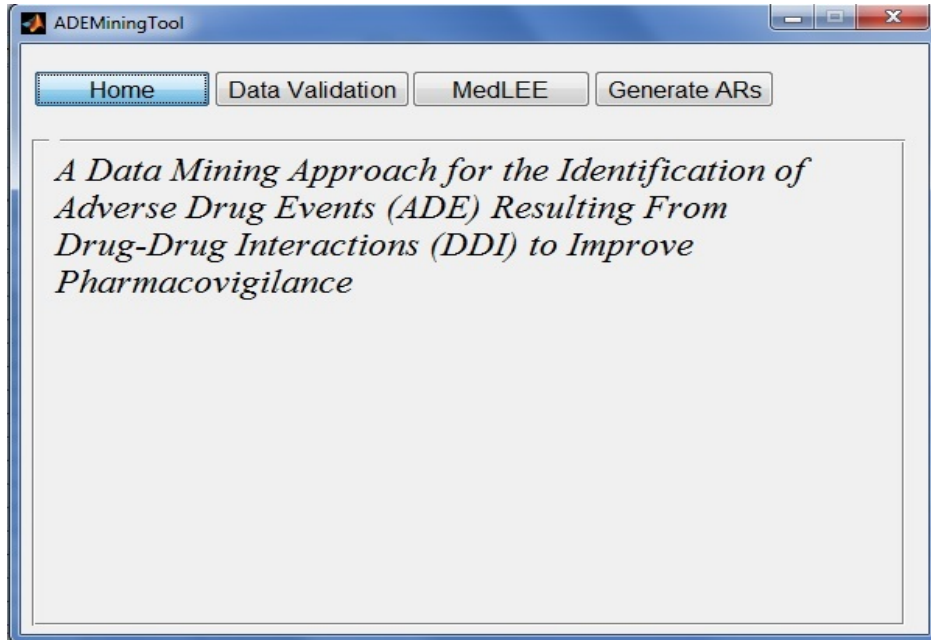 ADEMiningTool
Home Data Validation MedLEE Generate ARs
A Data Mining Approach for the Identification of
Adverse Drug Events (ADE) Resulting From
Drug-Drug Interactions (DDI) to Improve
Pharmacovigilance